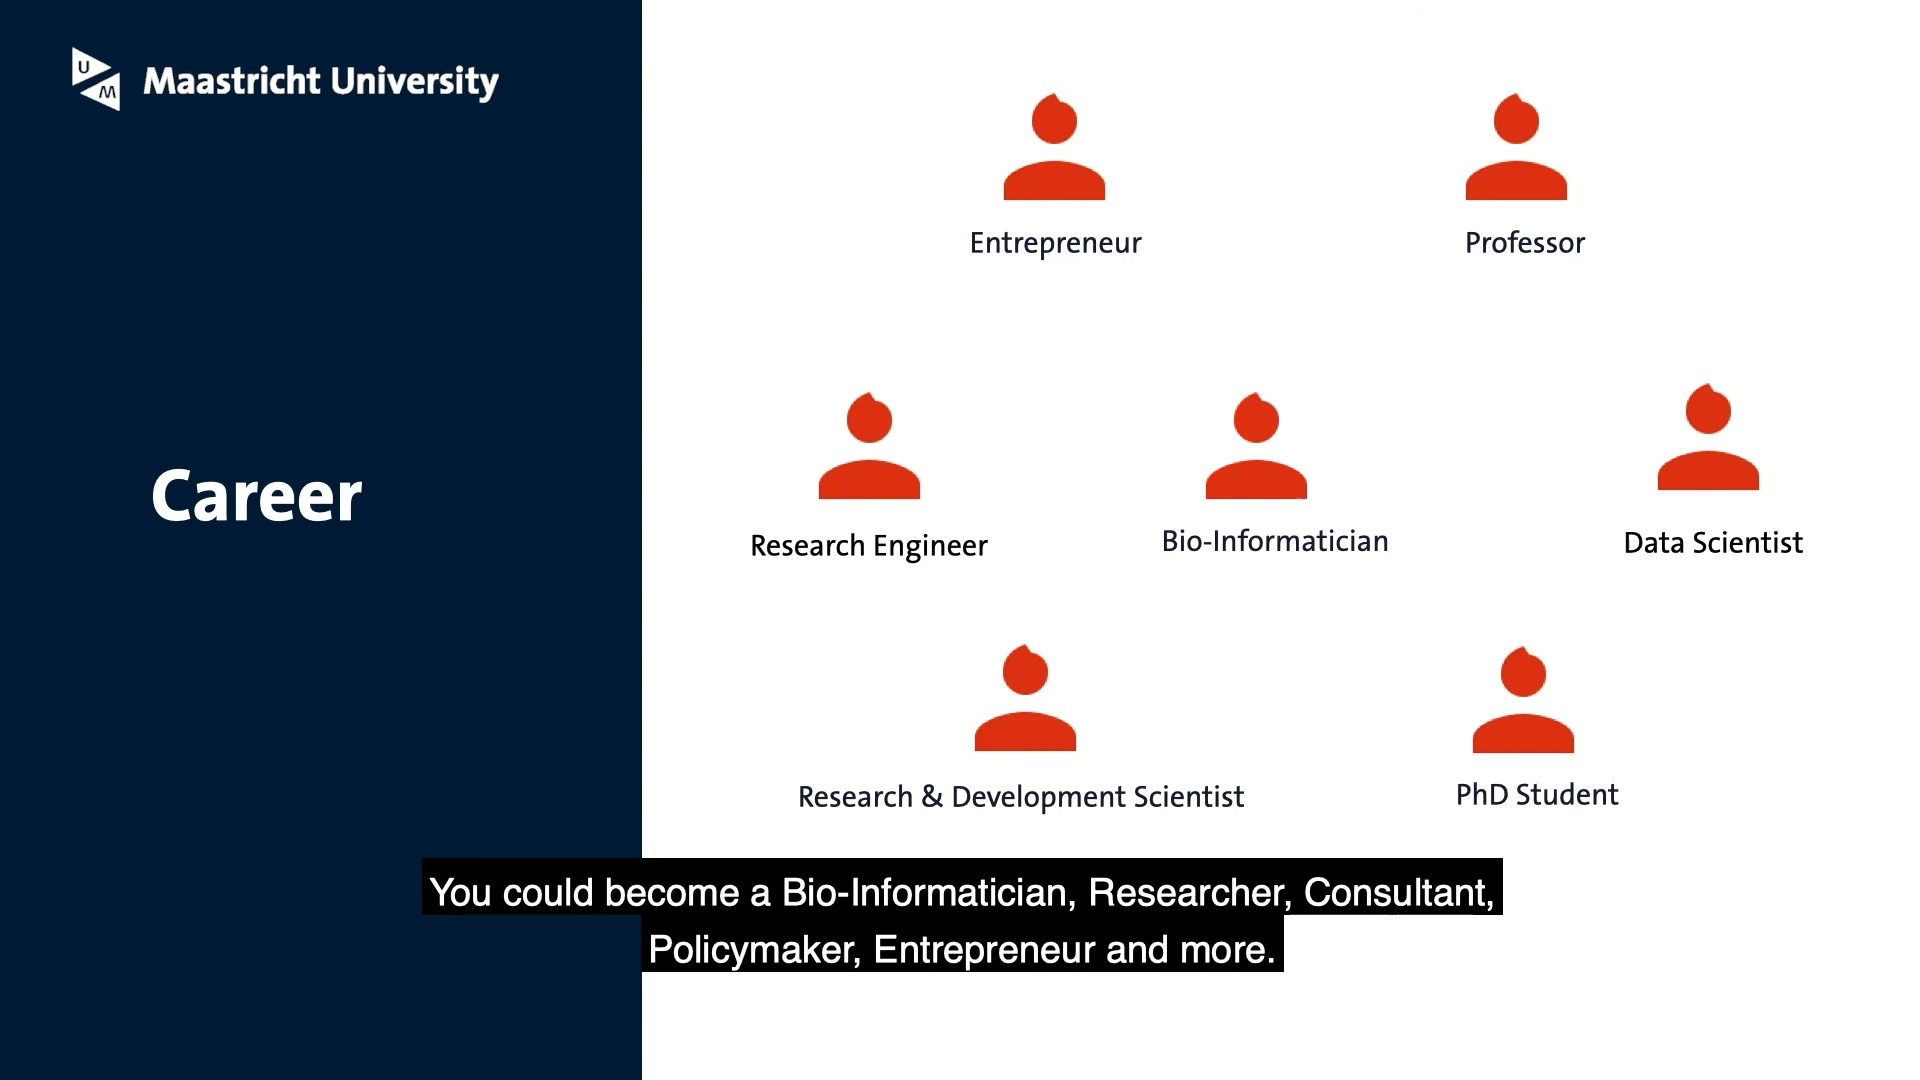 U
M
Maastricht University
Career
Entrepreneur
Professor
Research Engineer
Bio-Informatician
Data Scientist
Research & Development Scientist
PhD Student
You could become a Bio-Informatician, Researcher, Consultant,
Policymaker, Entrepreneur and more.